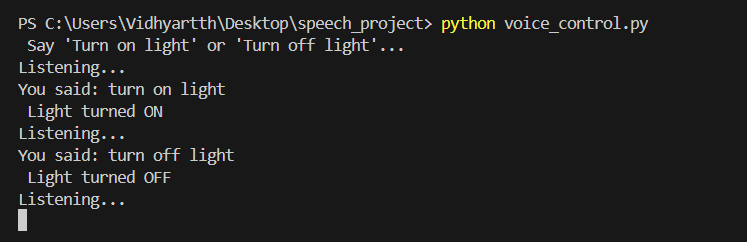 PS C:\Users\Vidhyartth\Desktop\speech_project> python voice_control.py
Say 'Turn on light' or 'Turn off light'...
Listening...
You said: turn on light
Light turned ON
Listening...
You said: turn off light
Light turned OFF
Listening...